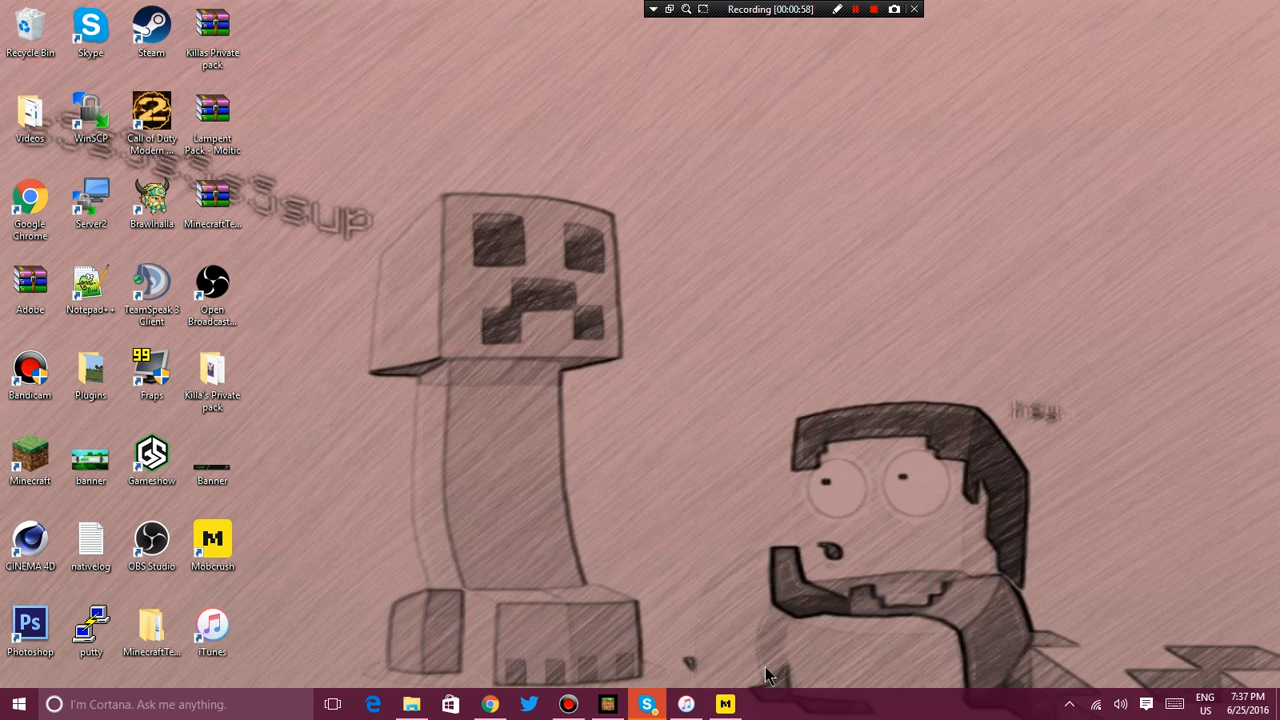 Recording [00:00:58]
Recycle Bin
Skype
Steam
Killas Private pack
Videos
WinSCP
Call of Duty Modern ...
Lampent Pack - Moltic
Google Chrome
Server2
Brawlhalla
MinecraftTe...
Adobe
Notepad++
TeamSpeak 3 Client
Open Broadcast...
99
Bandicam
Plugins
Fraps
Killa's Private pack
GS
Minecraft
banner
Gameshow
Banner
M
CINEMA 4D
nativelog
OBS Studio
Mobcrush
Ps
Photoshop
putty
MinecraftTe...
iTunes
sup
hey
I'm Cortana. Ask me anything.
ENG
US
7:37 PM
6/25/2016